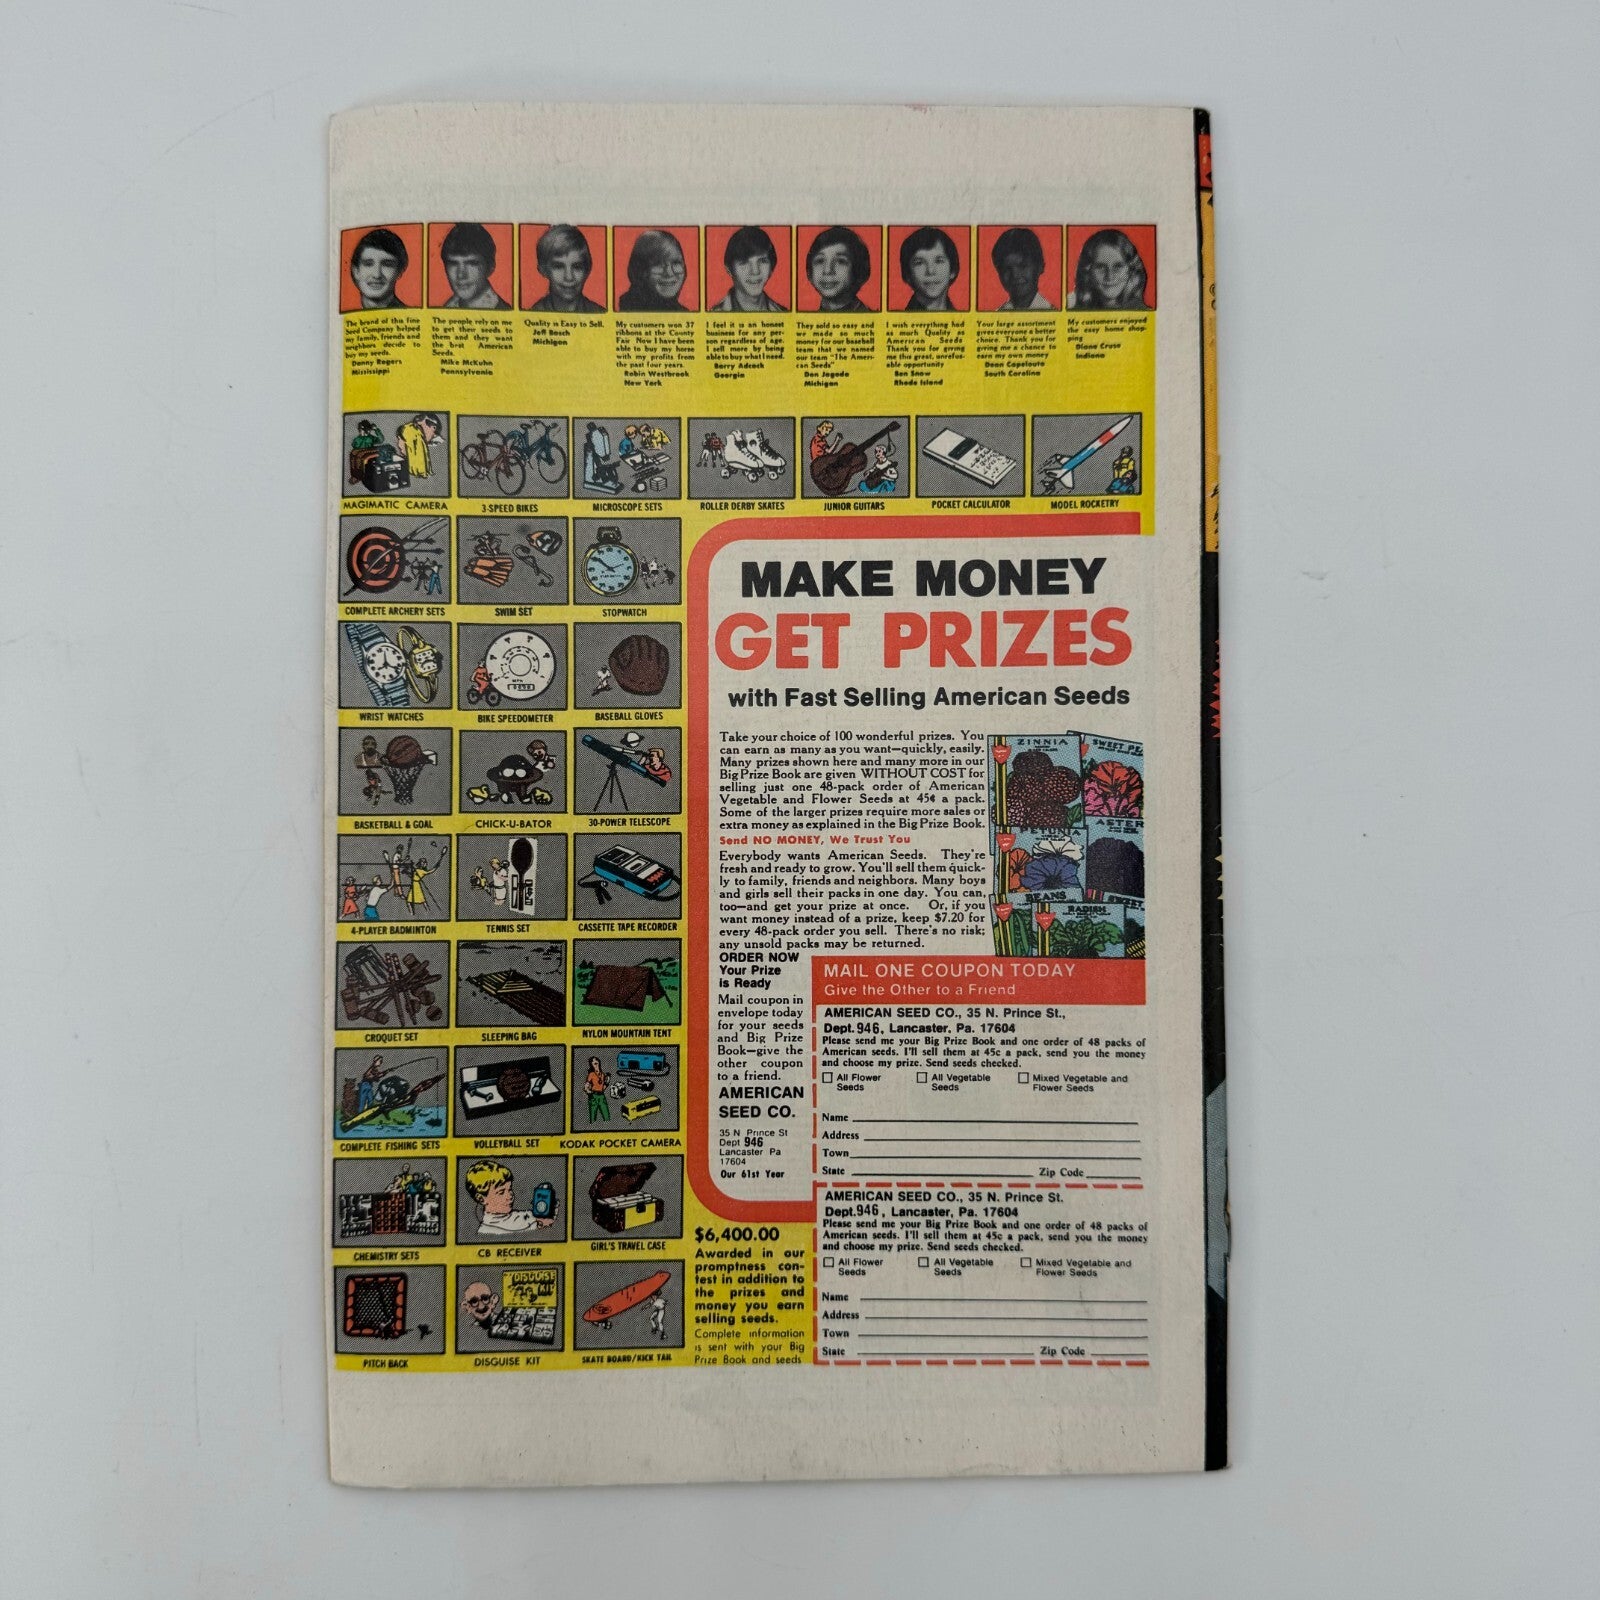 The brand of this fine
Seed Company helped
my family, friends and
neighbors decide to
buy my seeds.
Danny Rogers
Mississippi
The people rely on me
to get their seeds to
them and they want
the best American
Seeds.
Mike McKuhn
Pennsylvania
Quality is Easy to Sell.
Jeff Basch
Michigan
My customers won 37
ribbons at the County
Fair. Now I have been
able to buy my horse
with my profits from
the past four years.
Robin Westbrook
New York
I feel it is an honest
business for any per-
son regardless of age.
I sell more by being
able to buy what I need.
Barry Adcock
Georgia
They sold so easy and
we made so much
money for our baseball
team that we named
our team "The Ameri-
can Seeds"
Don Jagoda
Michigan
I wish everything had
as much Quality as
American Seeds
Thank you for giving
me this great, unrefus-
able opportunity
Ben Snow
Rhode Island
Your large assortment
gives everyone a better
choice. Thank you for
giving me a chance to
earn my own money
Dean Capetouto
South Carolina
My customers enjoyed
the easy home shop-
ping
Diana Cruse
Indiana
MAGIMATIC CAMERA
3-SPEED BIKES
MICROSCOPE SETS
ROLLER DERBY SKATES
JUNIOR GUITARS
POCKET CALCULATOR
MODEL ROCKETRY
COMPLETE ARCHERY SETS
SWIM SET
STOPWATCH
WRIST WATCHES
BIKE SPEEDOMETER
BASEBALL GLOVES
BASKETBALL & GOAL
CHICK-U-BATOR
30-POWER TELESCOPE
4-PLAYER BADMINTON
TENNIS SET
CASSETTE TAPE RECORDER
CROQUET SET
SLEEPING BAG
NYLON MOUNTAIN TENT
COMPLETE FISHING SETS
VOLLEYBALL SET
KODAK POCKET CAMERA
CHEMISTRY SETS
CB RECEIVER
GIRL'S TRAVEL CASE
PITCH BACK
DISGUISE KIT
SKATE BOARD/KICK TAIL
MAKE MONEY
GET PRIZES
with Fast Selling American Seeds
Take your choice of 100 wonderful prizes. You
can earn as many as you want—quickly, easily.
Many prizes shown here and many more in our
Big Prize Book are given WITHOUT COST for
selling just one 48-pack order of American
Vegetable and Flower Seeds at 45¢ a pack.
Some of the larger prizes require more sales or
extra money as explained in the Big Prize Book.
Send NO MONEY, We Trust You
Everybody wants American Seeds. They're
fresh and ready to grow. You'll sell them quick-
ly to family, friends and neighbors. Many boys
and girls sell their packs in one day. You can,
too—and get your prize at once. Or, if you
want money instead of a prize, keep $7.20 for
every 48-pack order you sell. There's no risk;
any unsold packs may be returned.
ZINNIA
SWEET PE
PETUNIA
ASTER
BEANS
RADISH
SWEET
ORDER NOW
Your Prize
is Ready
Mail coupon in
envelope today
for your seeds
and Big Prize
Book—give the
other coupon
to a friend.
AMERICAN
SEED CO.
35 N Prince St
Dept 946
Lancaster Pa
17604
Our 61st Year
MAIL ONE COUPON TODAY
Give the Other to a Friend
AMERICAN SEED CO., 35 N. Prince St.,
Dept. 946, Lancaster, Pa. 17604
Please send me your Big Prize Book and one order of 48 packs of
American seeds. I'll sell them at 45c a pack, send you the money
and choose my prize. Send seeds checked.
All Flower Seeds
All Vegetable Seeds
Mixed Vegetable and Flower Seeds
Name
Address
Town
State Zip Code
AMERICAN SEED CO., 35 N. Prince St.
Dept. 946, Lancaster, Pa. 17604
Please send me your Big Prize Book and one order of 48 packs of
American seeds. I'll sell them at 45c a pack, send you the money
and choose my prize. Send seeds checked.
All Flower Seeds
All Vegetable Seeds
Mixed Vegetable and Flower Seeds
Name
Address
Town
State Zip Code
$6,400.00
Awarded in our
promptness con-
test in addition to
the prizes and
money you earn
selling seeds.
Complete information
is sent with your Big
Prize Book and seeds